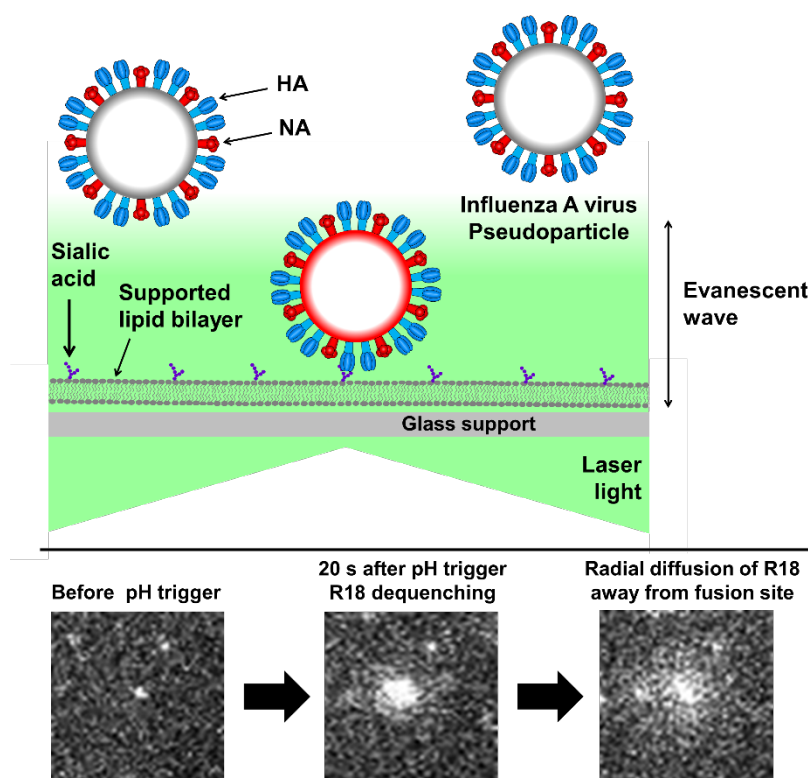 HA
NA
Influenza A virus
Pseudoparticle
Sialic
acid
Supported
lipid bilayer
Evanescent
wave
Glass support
Laser
light
Before pH trigger
20 s after pH trigger
R18 dequenching
Radial diffusion of R18
away from fusion site